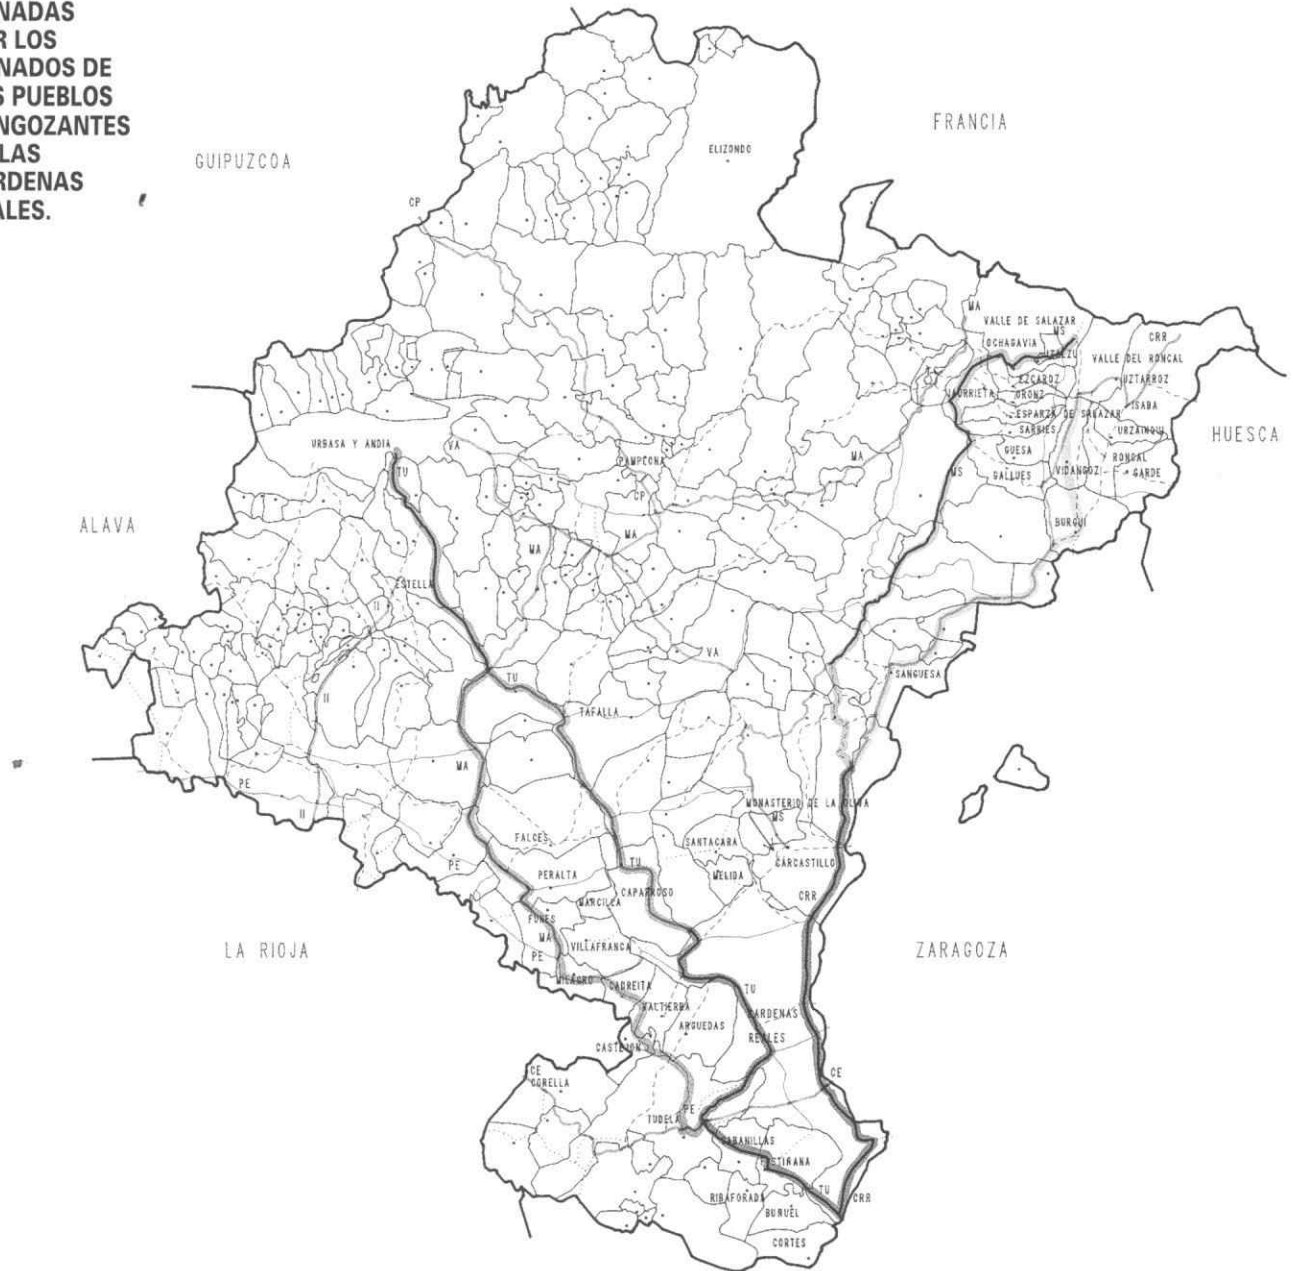 NADAS
R LOS
NADOS DE
S PUEBLOS
NGOZANTES
LAS
RDENAS
ALES.
FRANCIA
GUIPUZCOA
ELIZONDO
CP
MA
VALLE DE SALAZAR
MS
CRR
OCHAGAVIA
IZALZU
VALLE DEL RONCAL
EZCAROZ
UZTARROZ
JAURRIETA
ORONZ
ISABA
ESPARZA DE SALAZAR
SARRIES
URZAINQUI
HUESCA
URBASA Y ANDIA
VA
GUESA
RONCAL
PAMPLONA
MA
TU
MS
GALLUES
VIDANGOZ
GARDE
CP
ALAVA
BURGUI
MA
MA
ESTELLA
II
VA
TU
SANGUESA
II
TAFALLA
MA
PE
MONASTERIO DE LA OLIVA
II
MS
FALCES
SANTACARA
PE
TU
CARCASTILLO
PERALTA
MELIDA
CAPARROSO
MARCILLA
CRR
FUNES
MA
VILLAFRANCA
LA RIOJA
ZARAGOZA
PE
MILAGRO
CADREITA
TU
VALTIERRA
BARDENAS
ARGUEDAS
REALES
CASTEJON
CE
CE
CORELLA
PE
TUDELA
CABANILLAS
FUSTIÑANA
TU
RIBAFORADA
CRR
BUÑUEL
CORTES